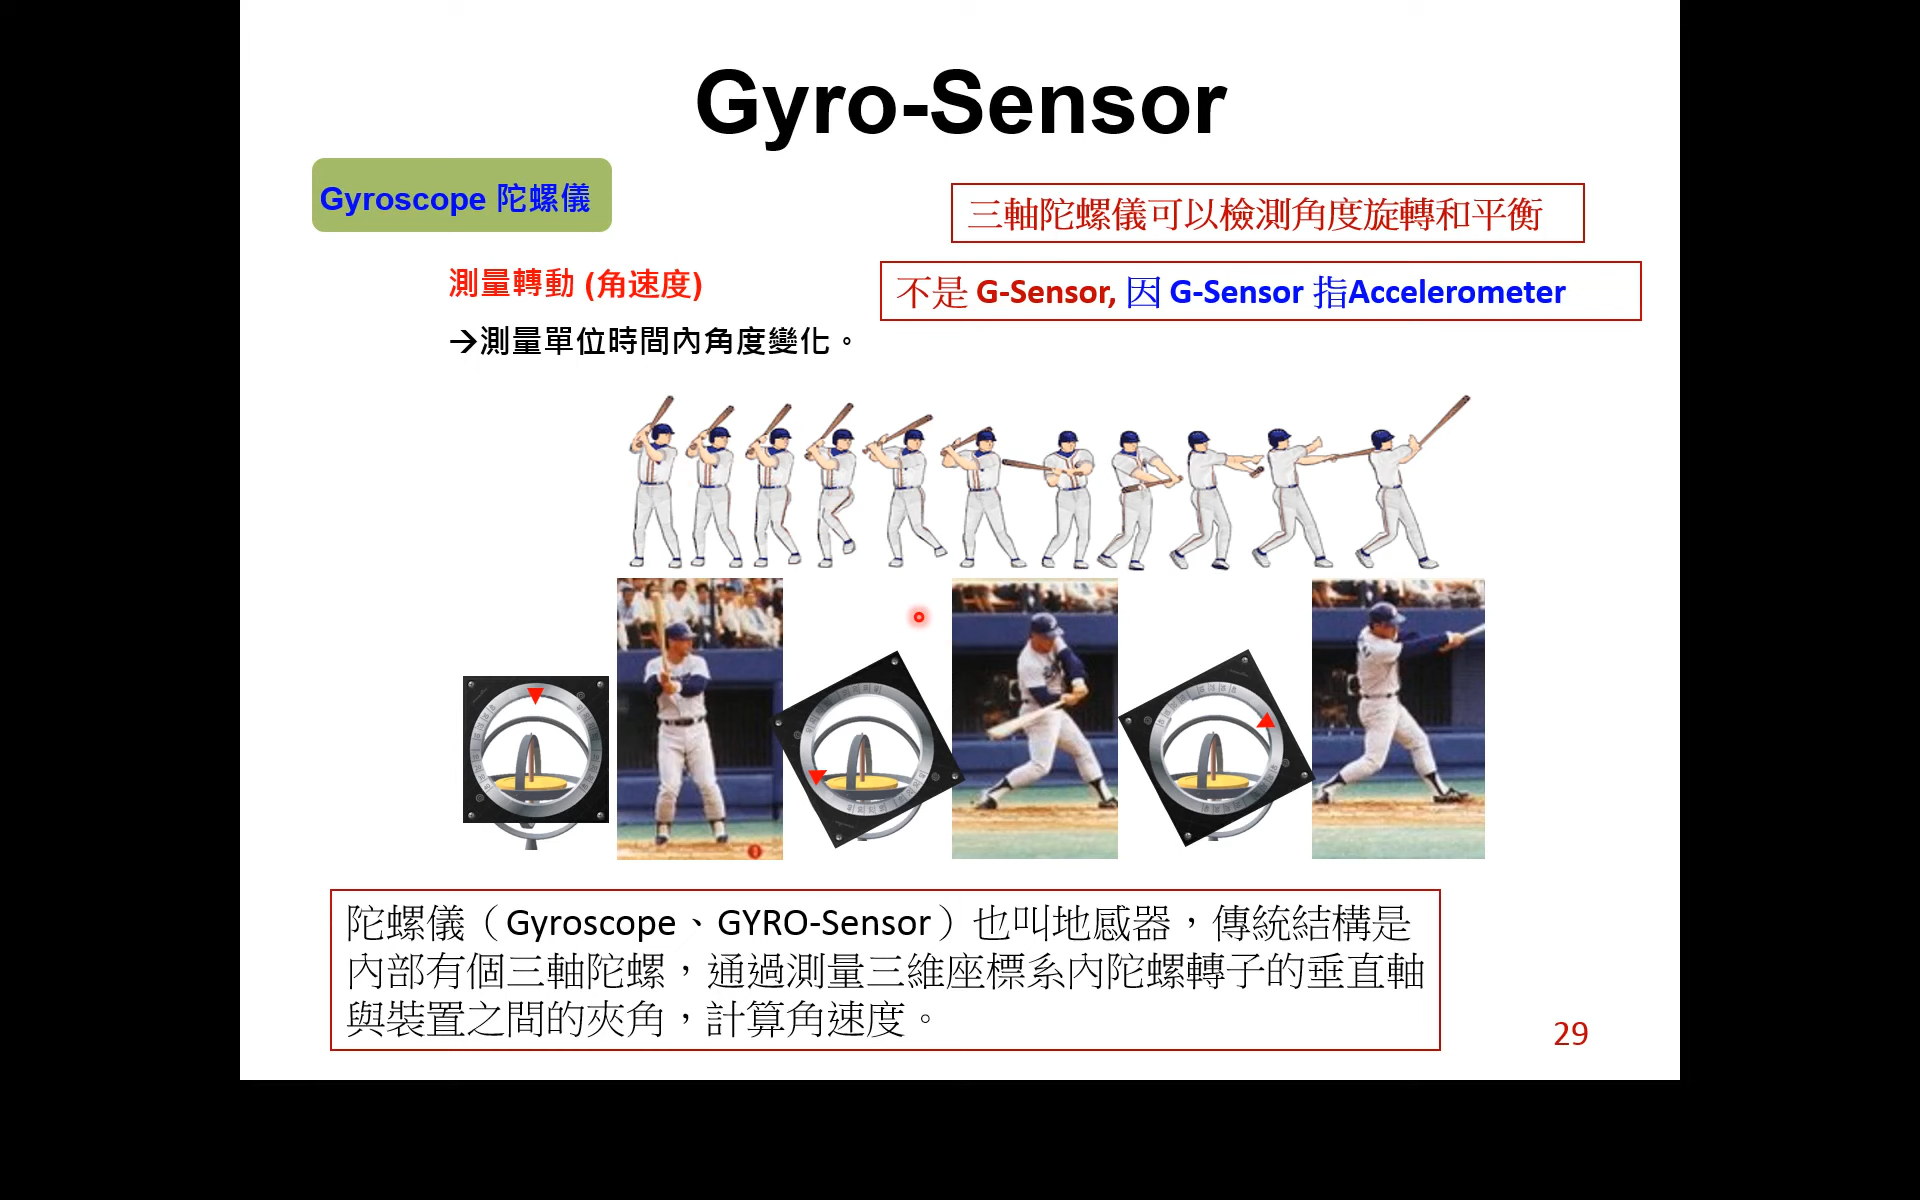 Gyro-Sensor
Gyroscope 陀螺儀
三軸陀螺儀可以檢測角度旋轉和平衡
測量轉動 (角速度)
不是 G-Sensor, 因 G-Sensor 指Accelerometer
→測量單位時間內角度變化。
陀螺儀（Gyroscope、GYRO-Sensor）也叫地感器，傳統結構是
內部有個三軸陀螺，通過測量三維座標系內陀螺轉子的垂直軸
與裝置之間的夾角，計算角速度。
29